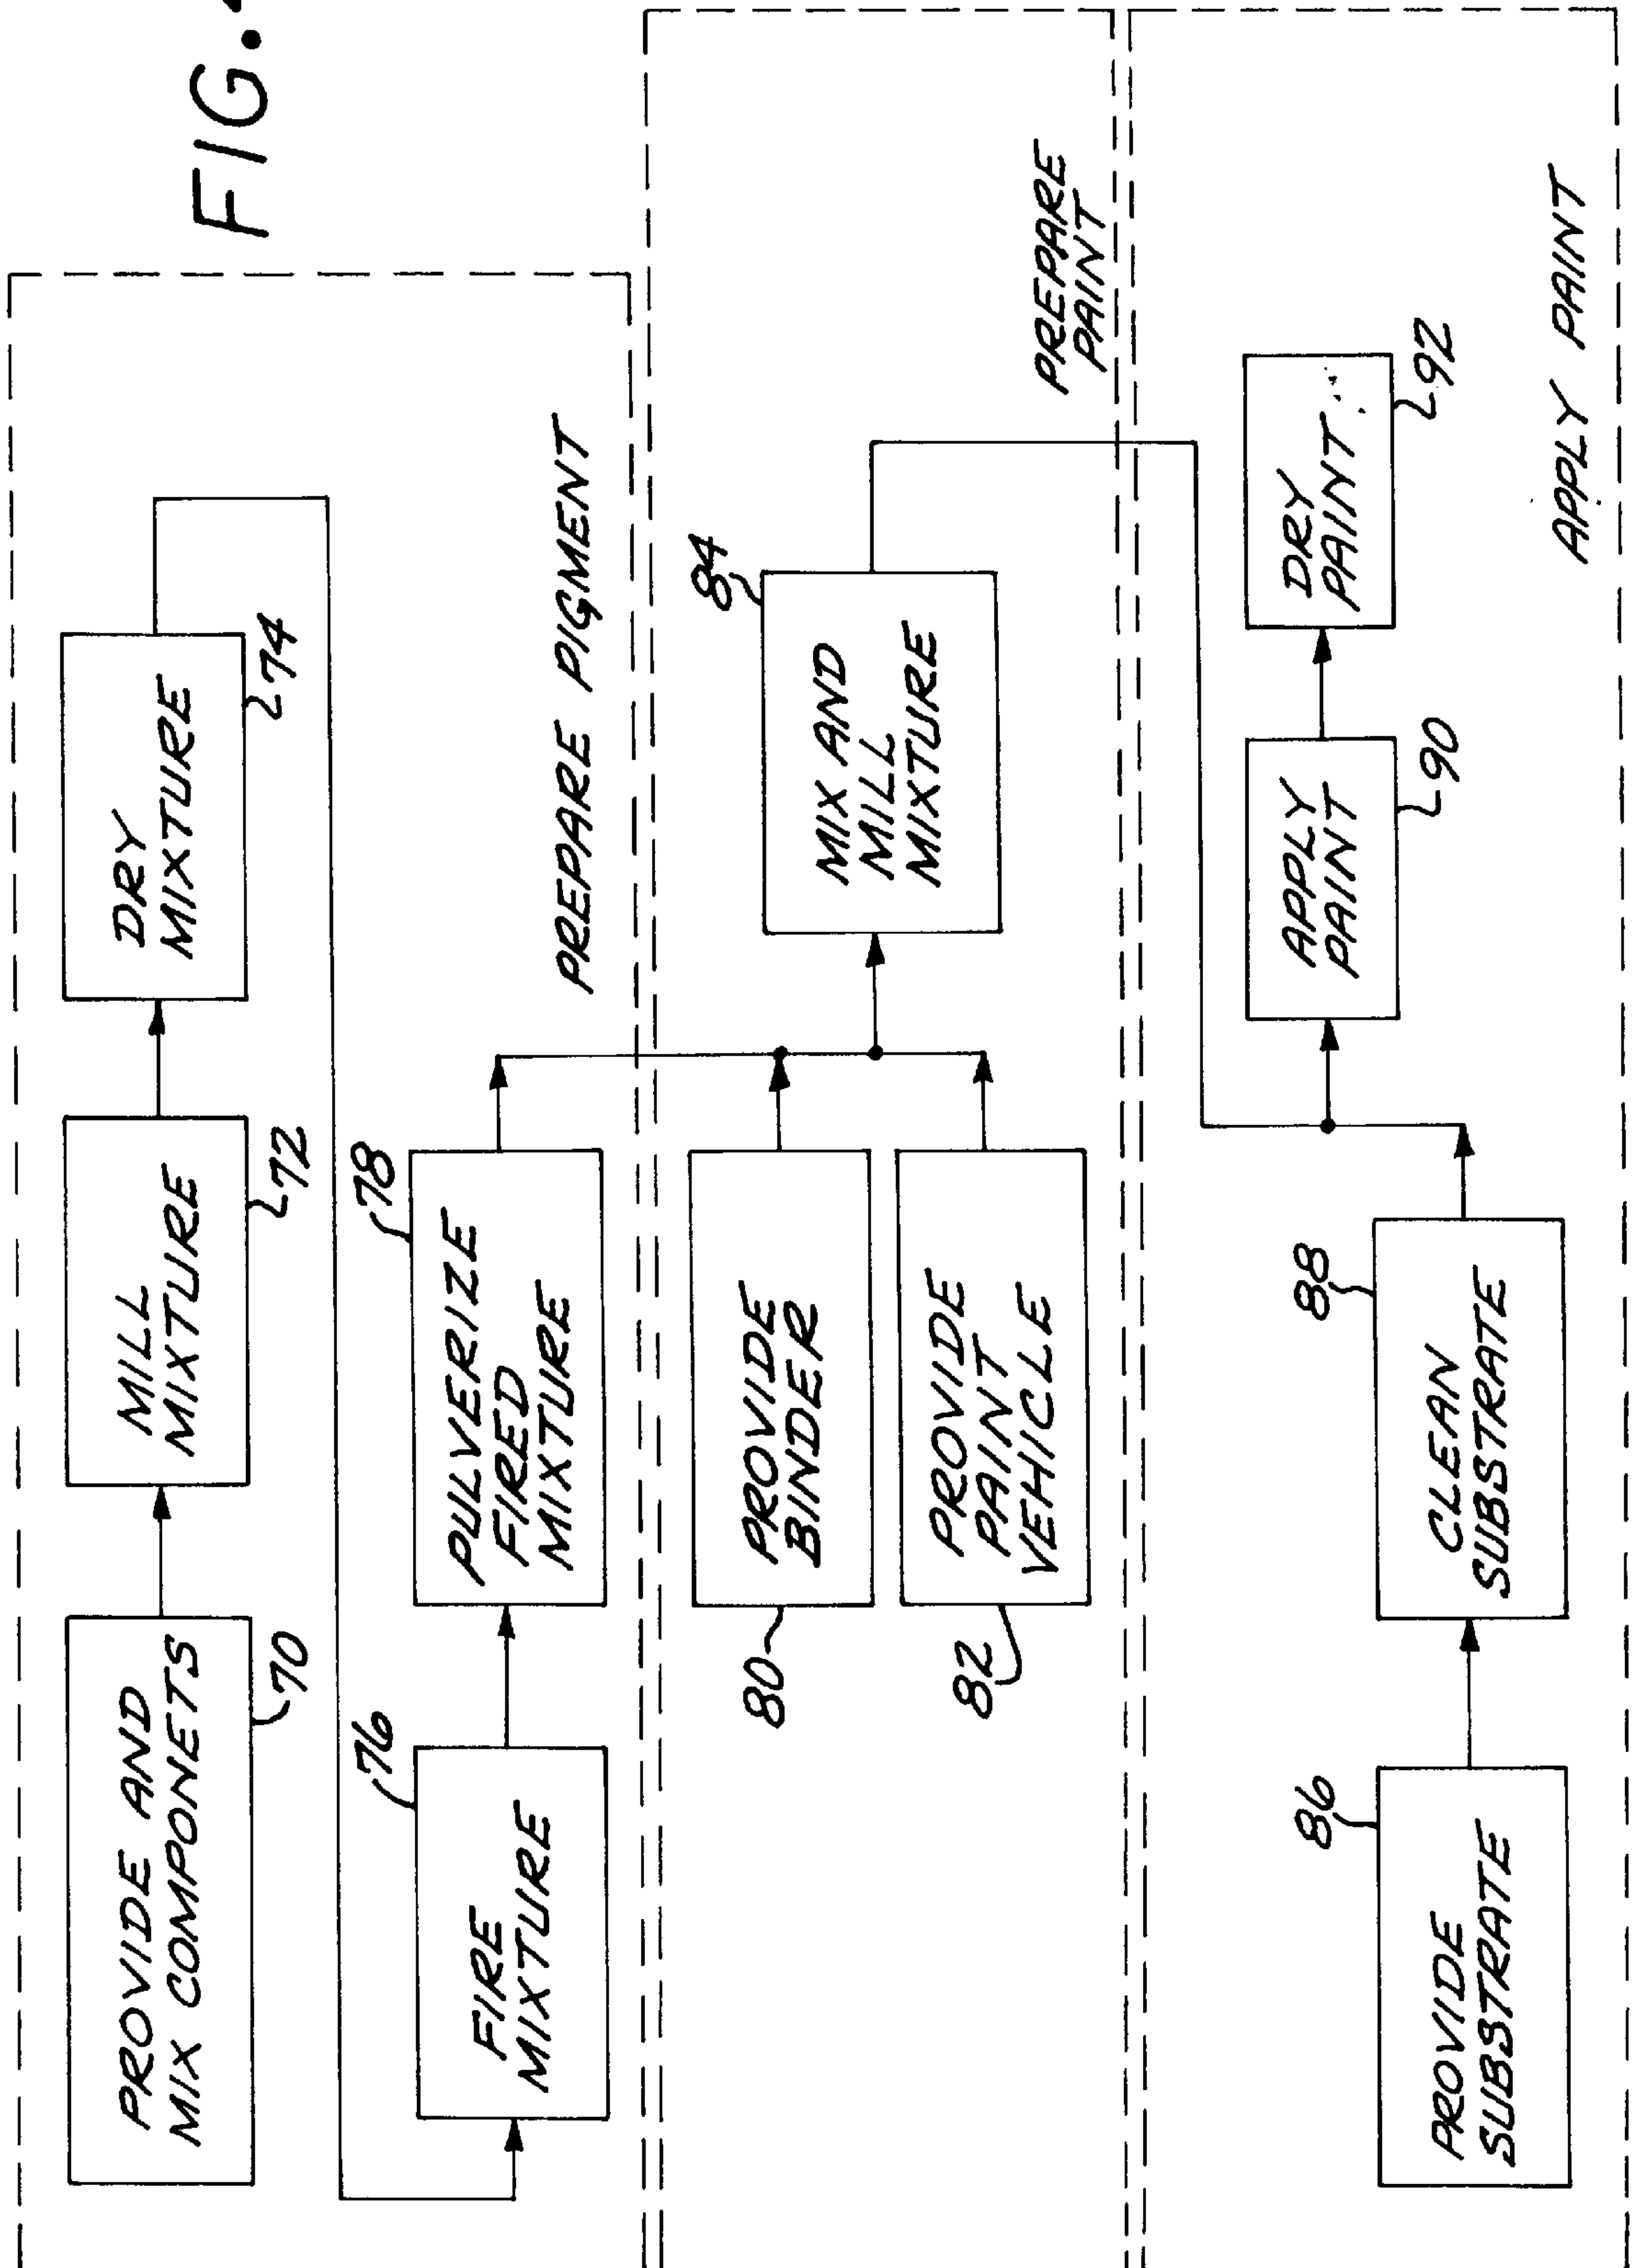 FIG.
PROVIDE AND
MIX COMPONETS
70
MILL
MIXTURE
72
DRY
MIXTURE
74
FIRE
MIXTURE
76
PULVERIZE
FIRED
MIXTURE
78
PREPARE PIGMENT
PROVIDE
BINDER
80
PROVIDE
PAINT
VEHICLE
82
MIX AND
MILL
MIXTURE
84
PREPARE
PAINT
PROVIDE
SUBSTRATE
86
CLEAN
SUBSTRATE
88
APPLY
PAINT
90
DRY
PAINT
92
APPLY PAINT